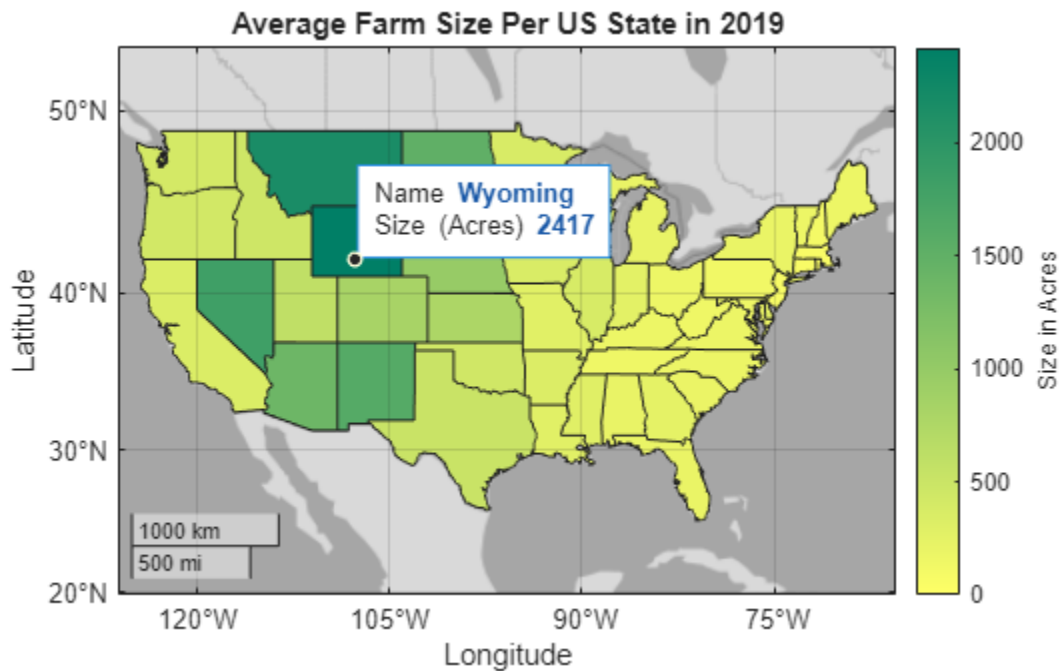 Average Farm Size Per US State in 2019
50°N
40°N
30°N
20°N
Latitude
Name Wyoming
Size (Acres) 2417
1000 km
500 mi
120°W
105°W
90°W
75°W
Longitude
2000
1500
1000
500
0
Size in Acres